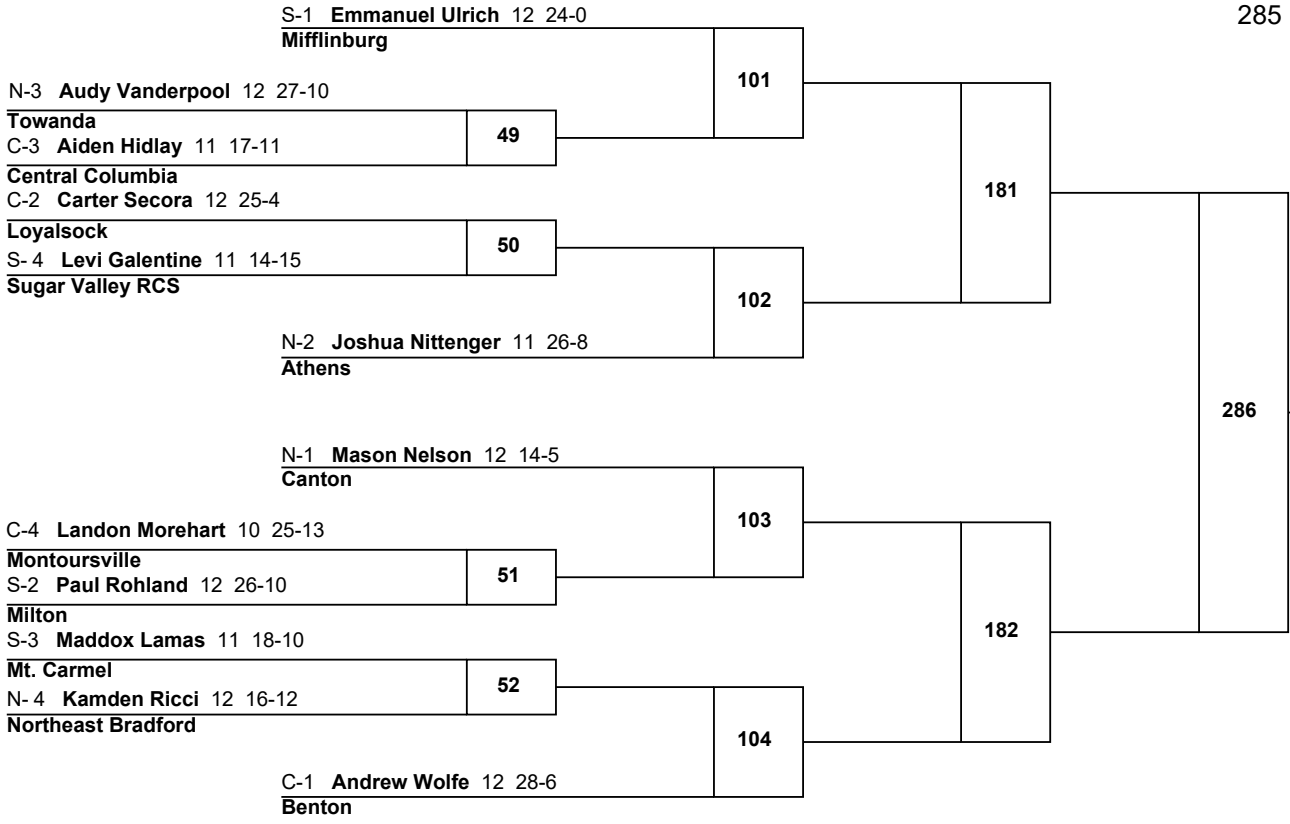 S-1 Emmanuel Ulrich 12 24-0
285
Mifflinburg
101
N-3 Audy Vanderpool 12 27-10
Towanda
49
C-3 Aiden Hidlay 11 17-11
Central Columbia
181
C-2 Carter Secora 12 25-4
Loyalsock
50
S- 4 Levi Galentine 11 14-15
Sugar Valley RCS
102
N-2 Joshua Nittenger 11 26-8
Athens
286
N-1 Mason Nelson 12 14-5
Canton
103
C-4 Landon Morehart 10 25-13
Montoursville
51
S-2 Paul Rohland 12 26-10
Milton
182
S-3 Maddox Lamas 11 18-10
Mt. Carmel
52
N- 4 Kamden Ricci 12 16-12
Northeast Bradford
104
C-1 Andrew Wolfe 12 28-6
Benton